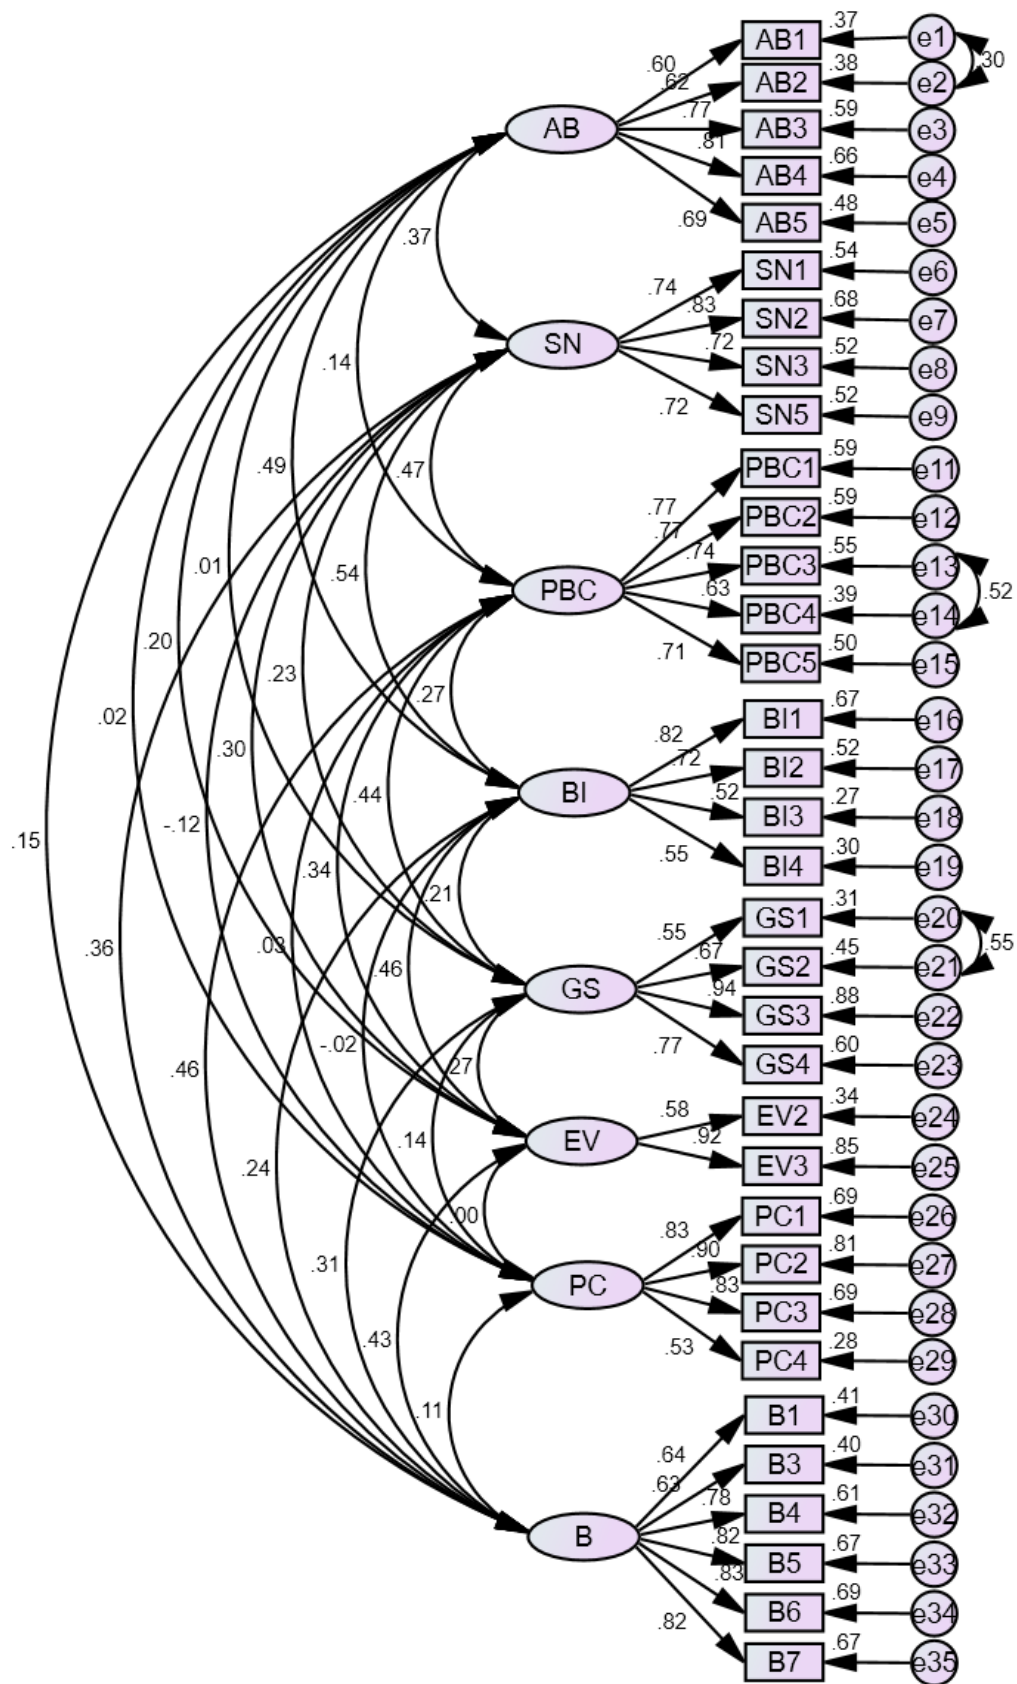 .37
AB1
e1
.60
.30
.38
AB2
e2
.62
.59
.77
AB3
e3
AB
.81
.66
AB4
e4
.48
.69
AB5
e5
.37
.54
SN1
e6
.74
.68
.83
SN2
e7
SN
.72
.52
SN3
e8
.14
.52
.72
SN5
e9
.59
.49
.47
PBC1
e11
.77
.59
PBC2
e12
.77
.74
.55
PBC3
e13
.01
.54
PBC
.63
.39
PBC4
e14
.52
.20
.50
.71
PBC5
e15
.23
.27
.67
.02
BI1
e16
.30
.82
.72
.52
BI2
e17
.44
BI
.52
.27
BI3
e18
-.12
.15
.30
.55
BI4
e19
.34
.21
.31
GS1
e20
.55
.36
.03
.45
.55
.67
GS2
e21
.46
GS
.94
.88
GS3
e22
-.02
.60
.77
GS4
e23
.46
.27
.34
.58
EV2
e24
.14
EV
.92
.85
EV3
e25
.24
.00
.69
.83
PC1
e26
.31
.90
.81
PC2
e27
PC
.83
.69
PC3
e28
.43
.53
.28
PC4
e29
.11
.41
B1
e30
.64
.40
.63
B3
e31
.78
.61
B4
e32
B
.82
.67
B5
e33
.83
.69
B6
e34
.82
.67
B7
e35